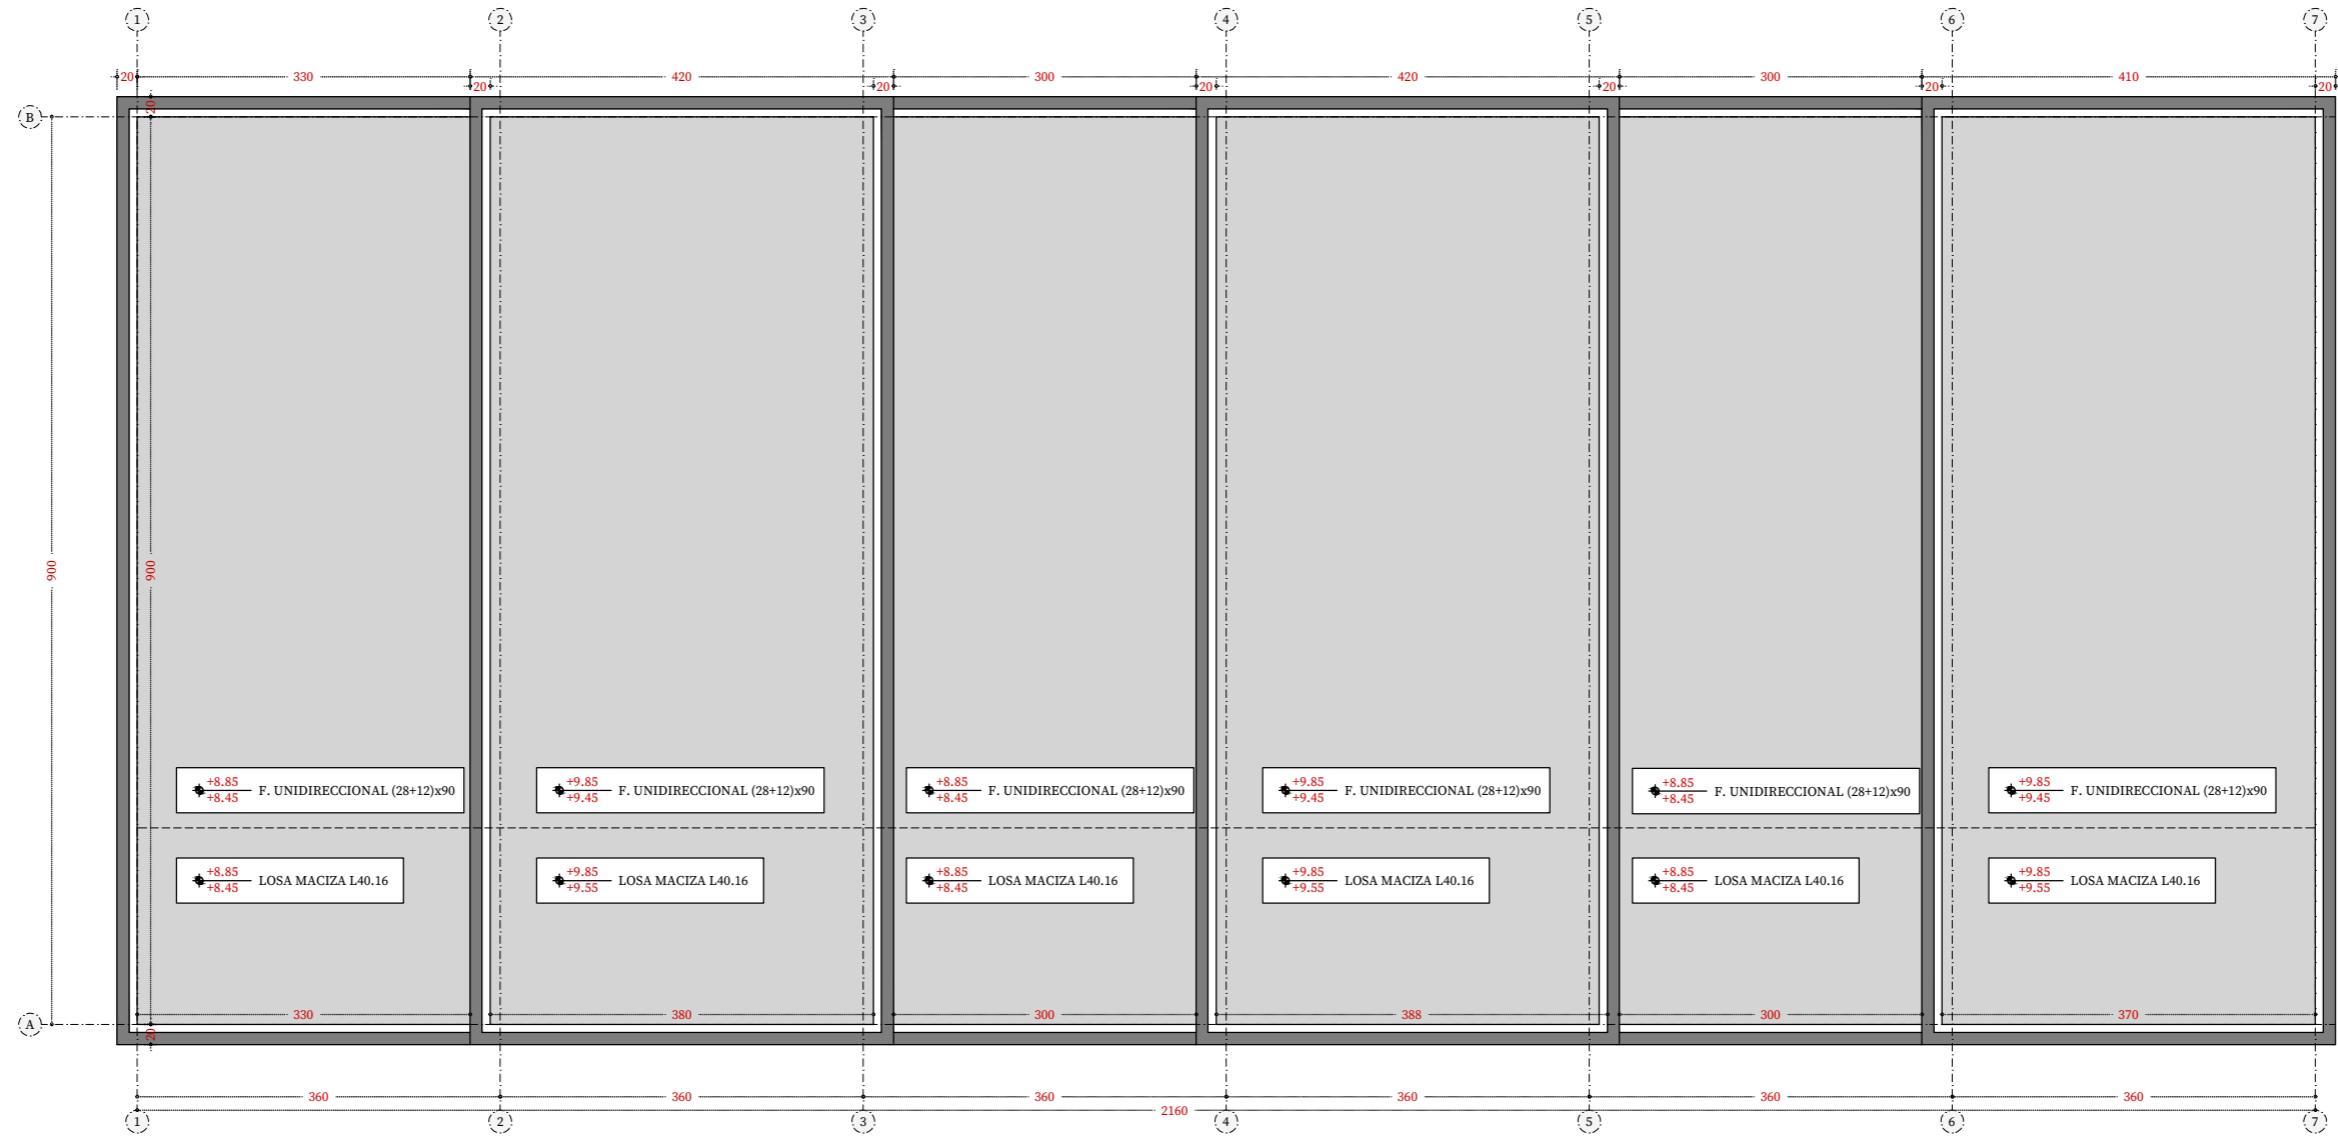 1 2 3 4 5 6 7
20 330 420 300 420 300 410
20 20 20 20 20 20
20
B
900 900
+8.85 +9.85 +8.85 +9.85 +8.85 +9.85
F. UNIDIRECCIONAL (28+12)x90 F. UNIDIRECCIONAL (28+12)x90 F. UNIDIRECCIONAL (28+12)x90 F. UNIDIRECCIONAL (28+12)x90 F. UNIDIRECCIONAL (28+12)x90 F. UNIDIRECCIONAL (28+12)x90
+8.45 +9.45 +8.45 +9.45 +8.45 +9.45
+8.85 +9.85 +8.85 +9.85 +8.85 +9.85
LOSA MACIZA L40.16 LOSA MACIZA L40.16 LOSA MACIZA L40.16 LOSA MACIZA L40.16 LOSA MACIZA L40.16 LOSA MACIZA L40.16
+8.45 +9.55 +8.45 +9.55 +8.45 +9.55
330 380 300 388 300 370
A
20
360 360 360 360 360 360
2160
1 2 3 4 5 6 7